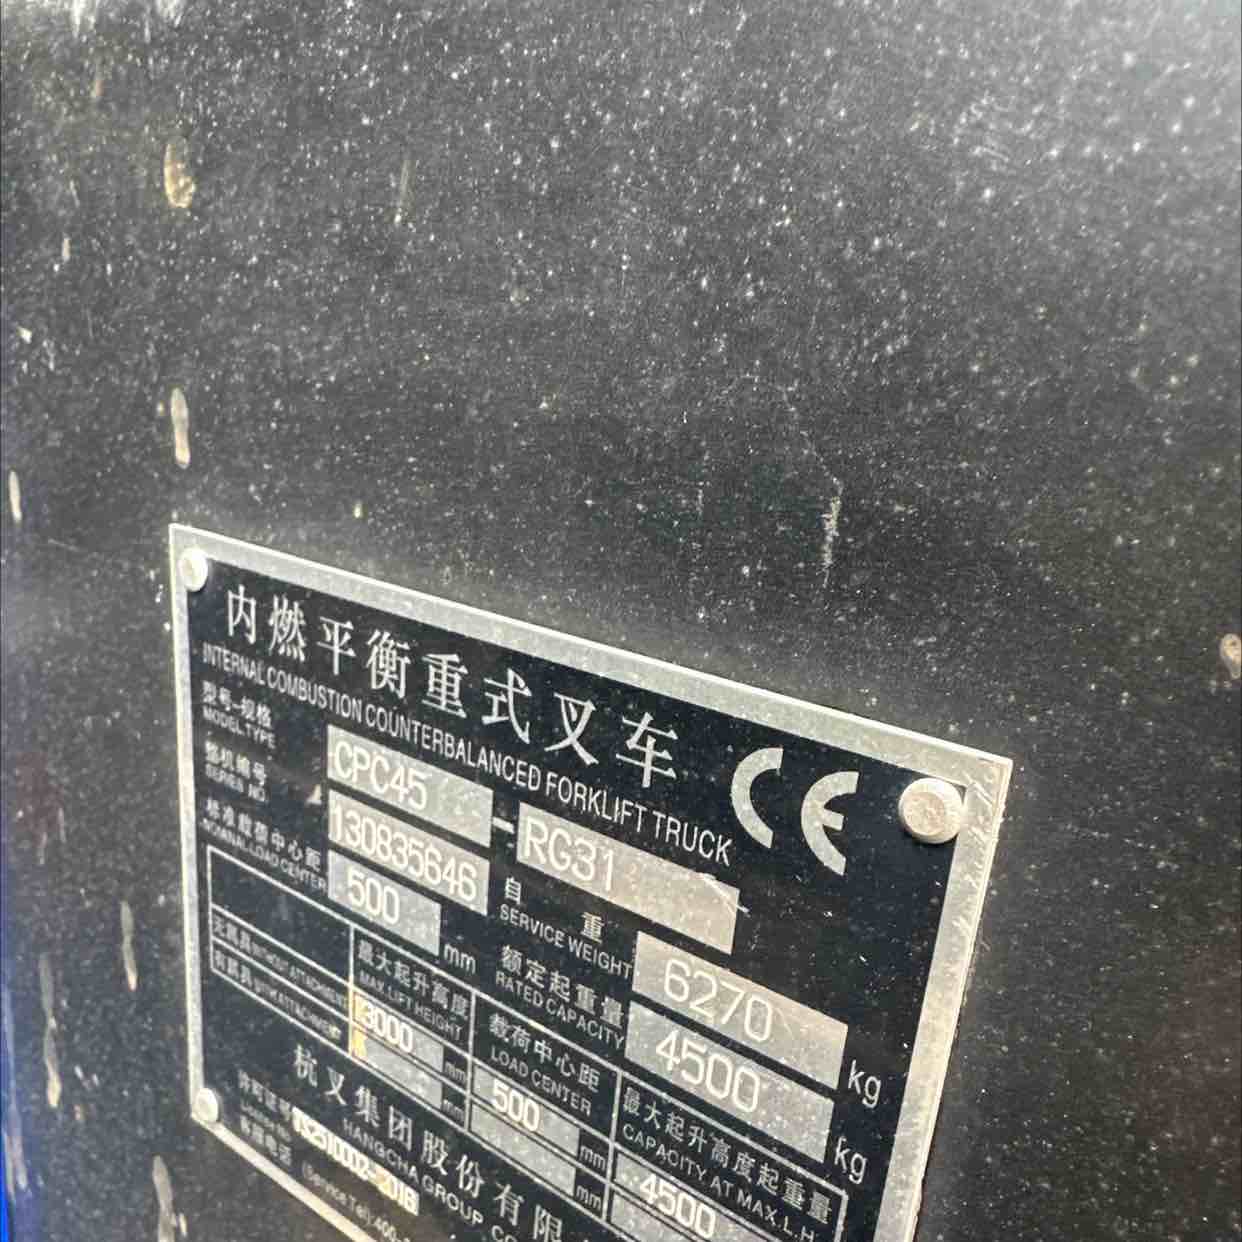 内燃平衡重式叉车
INTERNAL COMBUSTION COUNTERBALANCED FORKLIFT TRUCK
CE
型号-规格
MODEL TYPE
CPC45 - RG31
整机编号
SERIES NO.
130835646
自重
SERVICE WEIGHT
6270 kg
标准载荷中心距
NOMINAL LOAD CENTER
500 mm
额定起重量
RATED CAPACITY
4500 kg
最大起升高度
MAX. LIFT HEIGHT
载荷中心距
LOAD CENTER
最大起升高度起重量
CAPACITY AT MAX. L.H
无属具 WITHOUT ATTACHMENT
3000 mm
500 mm
4500
有属具 WITH ATTACHMENT
mm
mm
杭叉集团股份有限
HANGCHA GROUP CO
许可证号
License No.
TS2510002-2018
客服电话
(Service Tel):400-